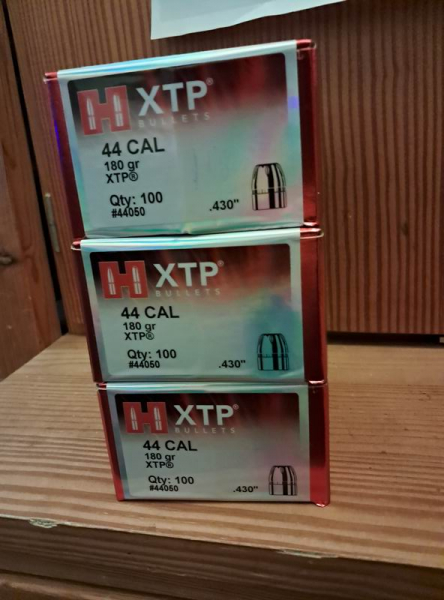 H XTP®
BULLETS
44 CAL
180 gr
XTP®
Qty: 100
#44050
.430"
H XTP®
BULLETS
44 CAL
180 gr
XTP®
Qty: 100
#44050
.430"
H XTP®
BULLETS
44 CAL
180 gr
XTP®
Qty: 100
#44050
.430"